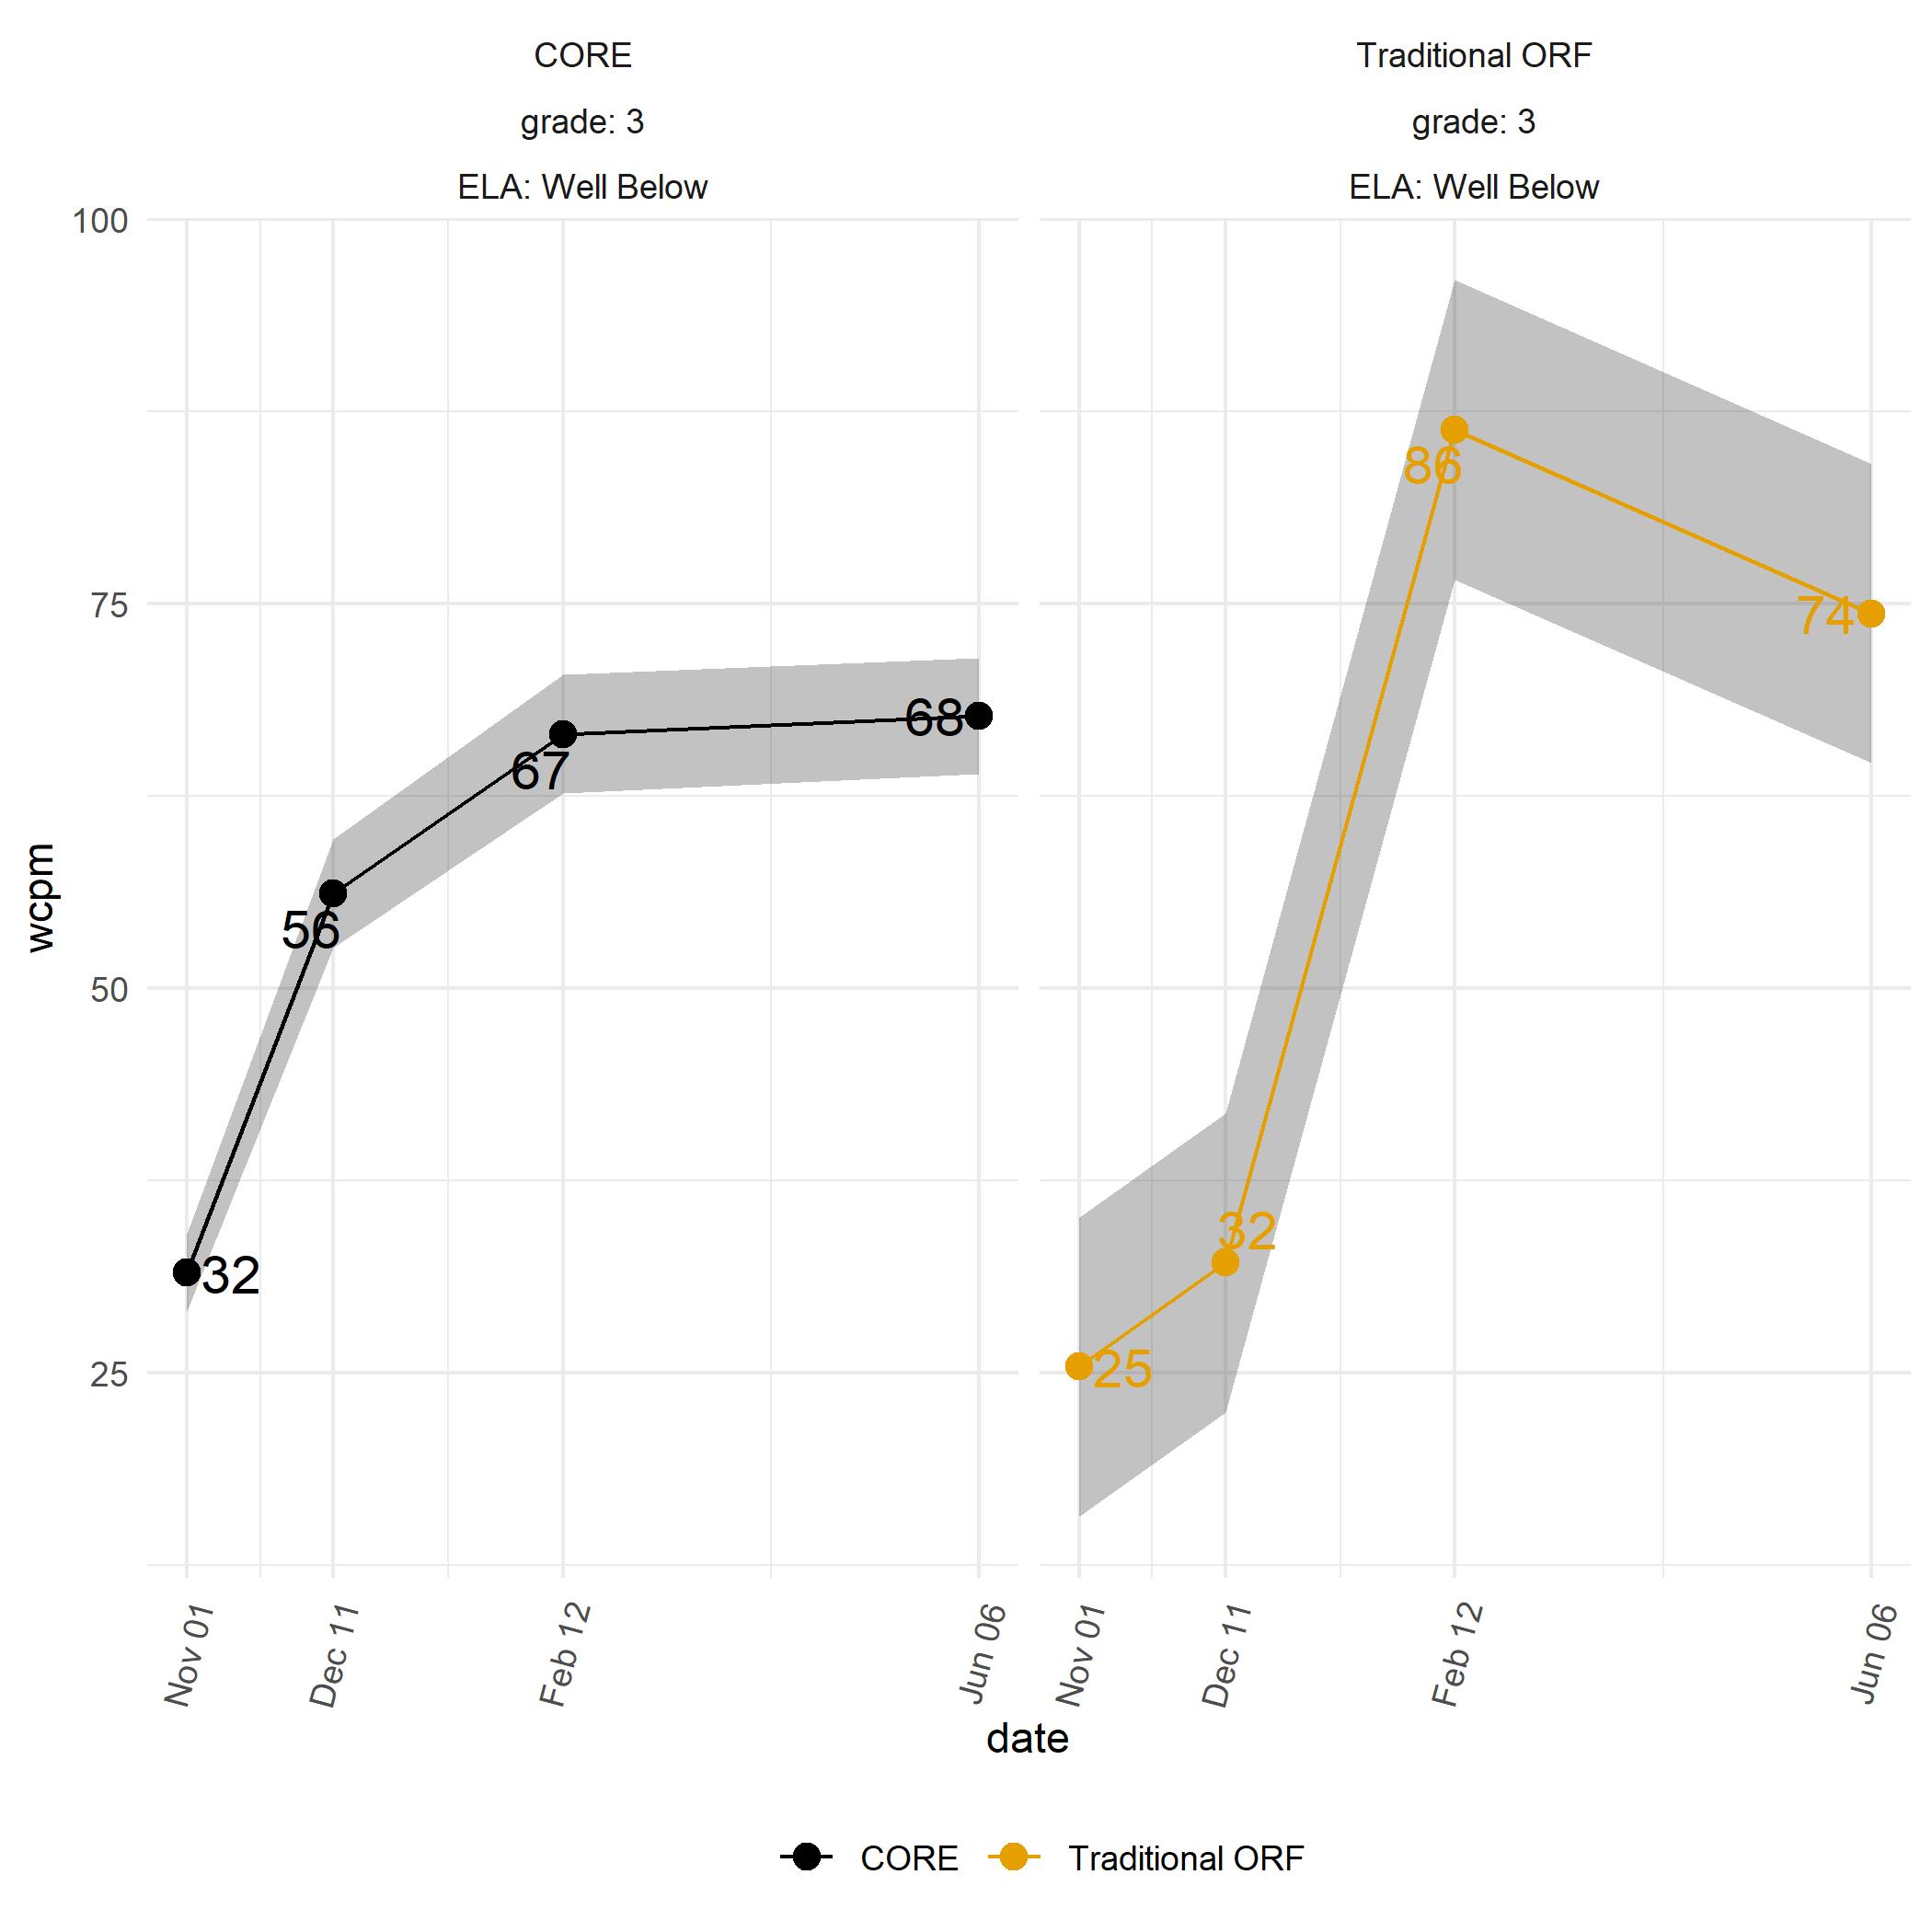 CORE
grade: 3
ELA: Well Below
Traditional ORF
grade: 3
ELA: Well Below
100
75
50
25
wcpm
32
56
67
68
25
32
86
74
Nov 01
Dec 11
Feb 12
Jun 06
Nov 01
Dec 11
Feb 12
Jun 06
date
CORE
Traditional ORF